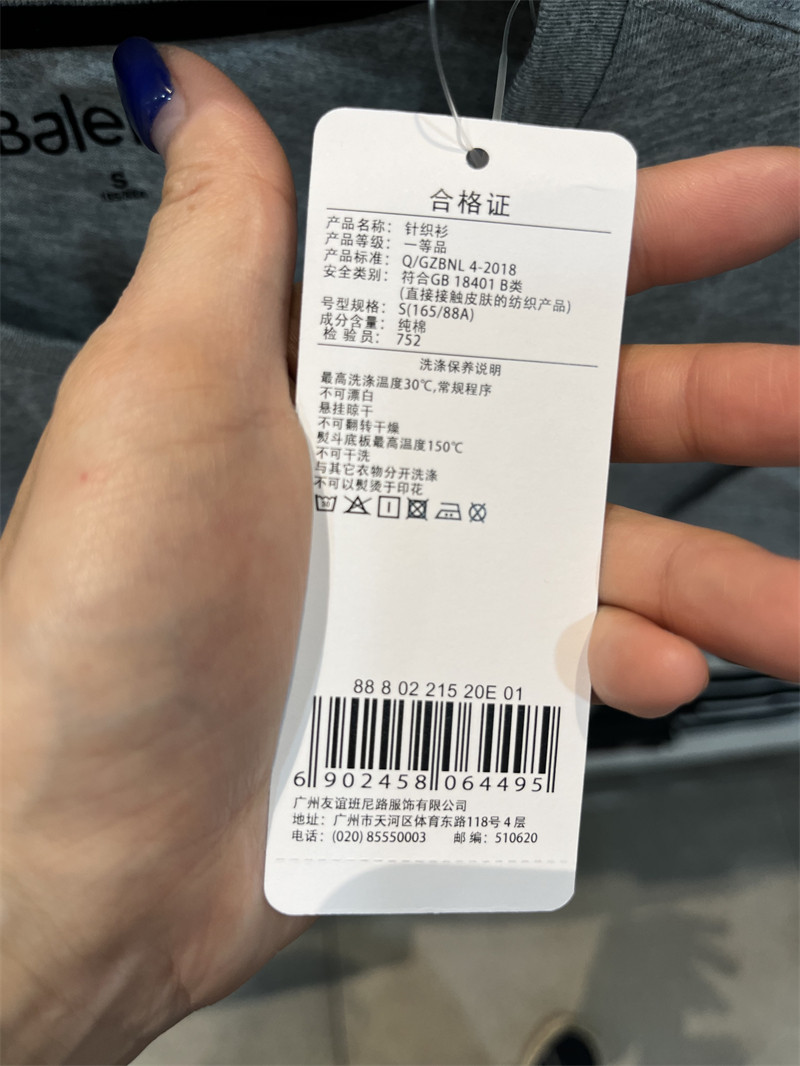 Bale
S
合格证
产品名称： 针织衫
产品等级： 一等品
产品标准： Q/GZBNL 4-2018
安全类别： 符合GB 18401 B类
(直接接触皮肤的纺织产品)
号型规格： S(165/88A)
成分含量： 纯棉
检 验 员： 752
洗涤保养说明
最高洗涤温度30℃,常规程序
不可漂白
悬挂晾干
不可翻转干燥
熨斗底板最高温度150℃
不可干洗
与其它衣物分开洗涤
不可以熨烫于印花
88 8 02 215 20E 01
6 902458 064495
广州友谊班尼路服饰有限公司
地址：广州市天河区体育东路118号４层
电话：(020) 85550003 邮 编：510620